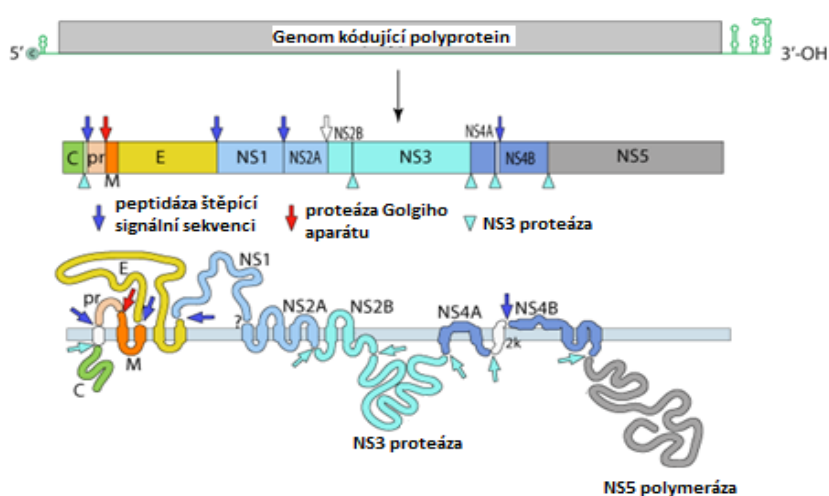 Genom kódující polyprotein
5' C 3'-OH
NS2B NS4A
C pr E NS1 NS2A NS3 NS4B NS5
M
peptidáza štěpící signální sekvenci
proteáza Golgiho aparátu
NS3 proteáza
E NS1
pr NS2A NS2B NS4A NS4B
?
2k
M
C
NS3 proteáza
NS5 polymeráza